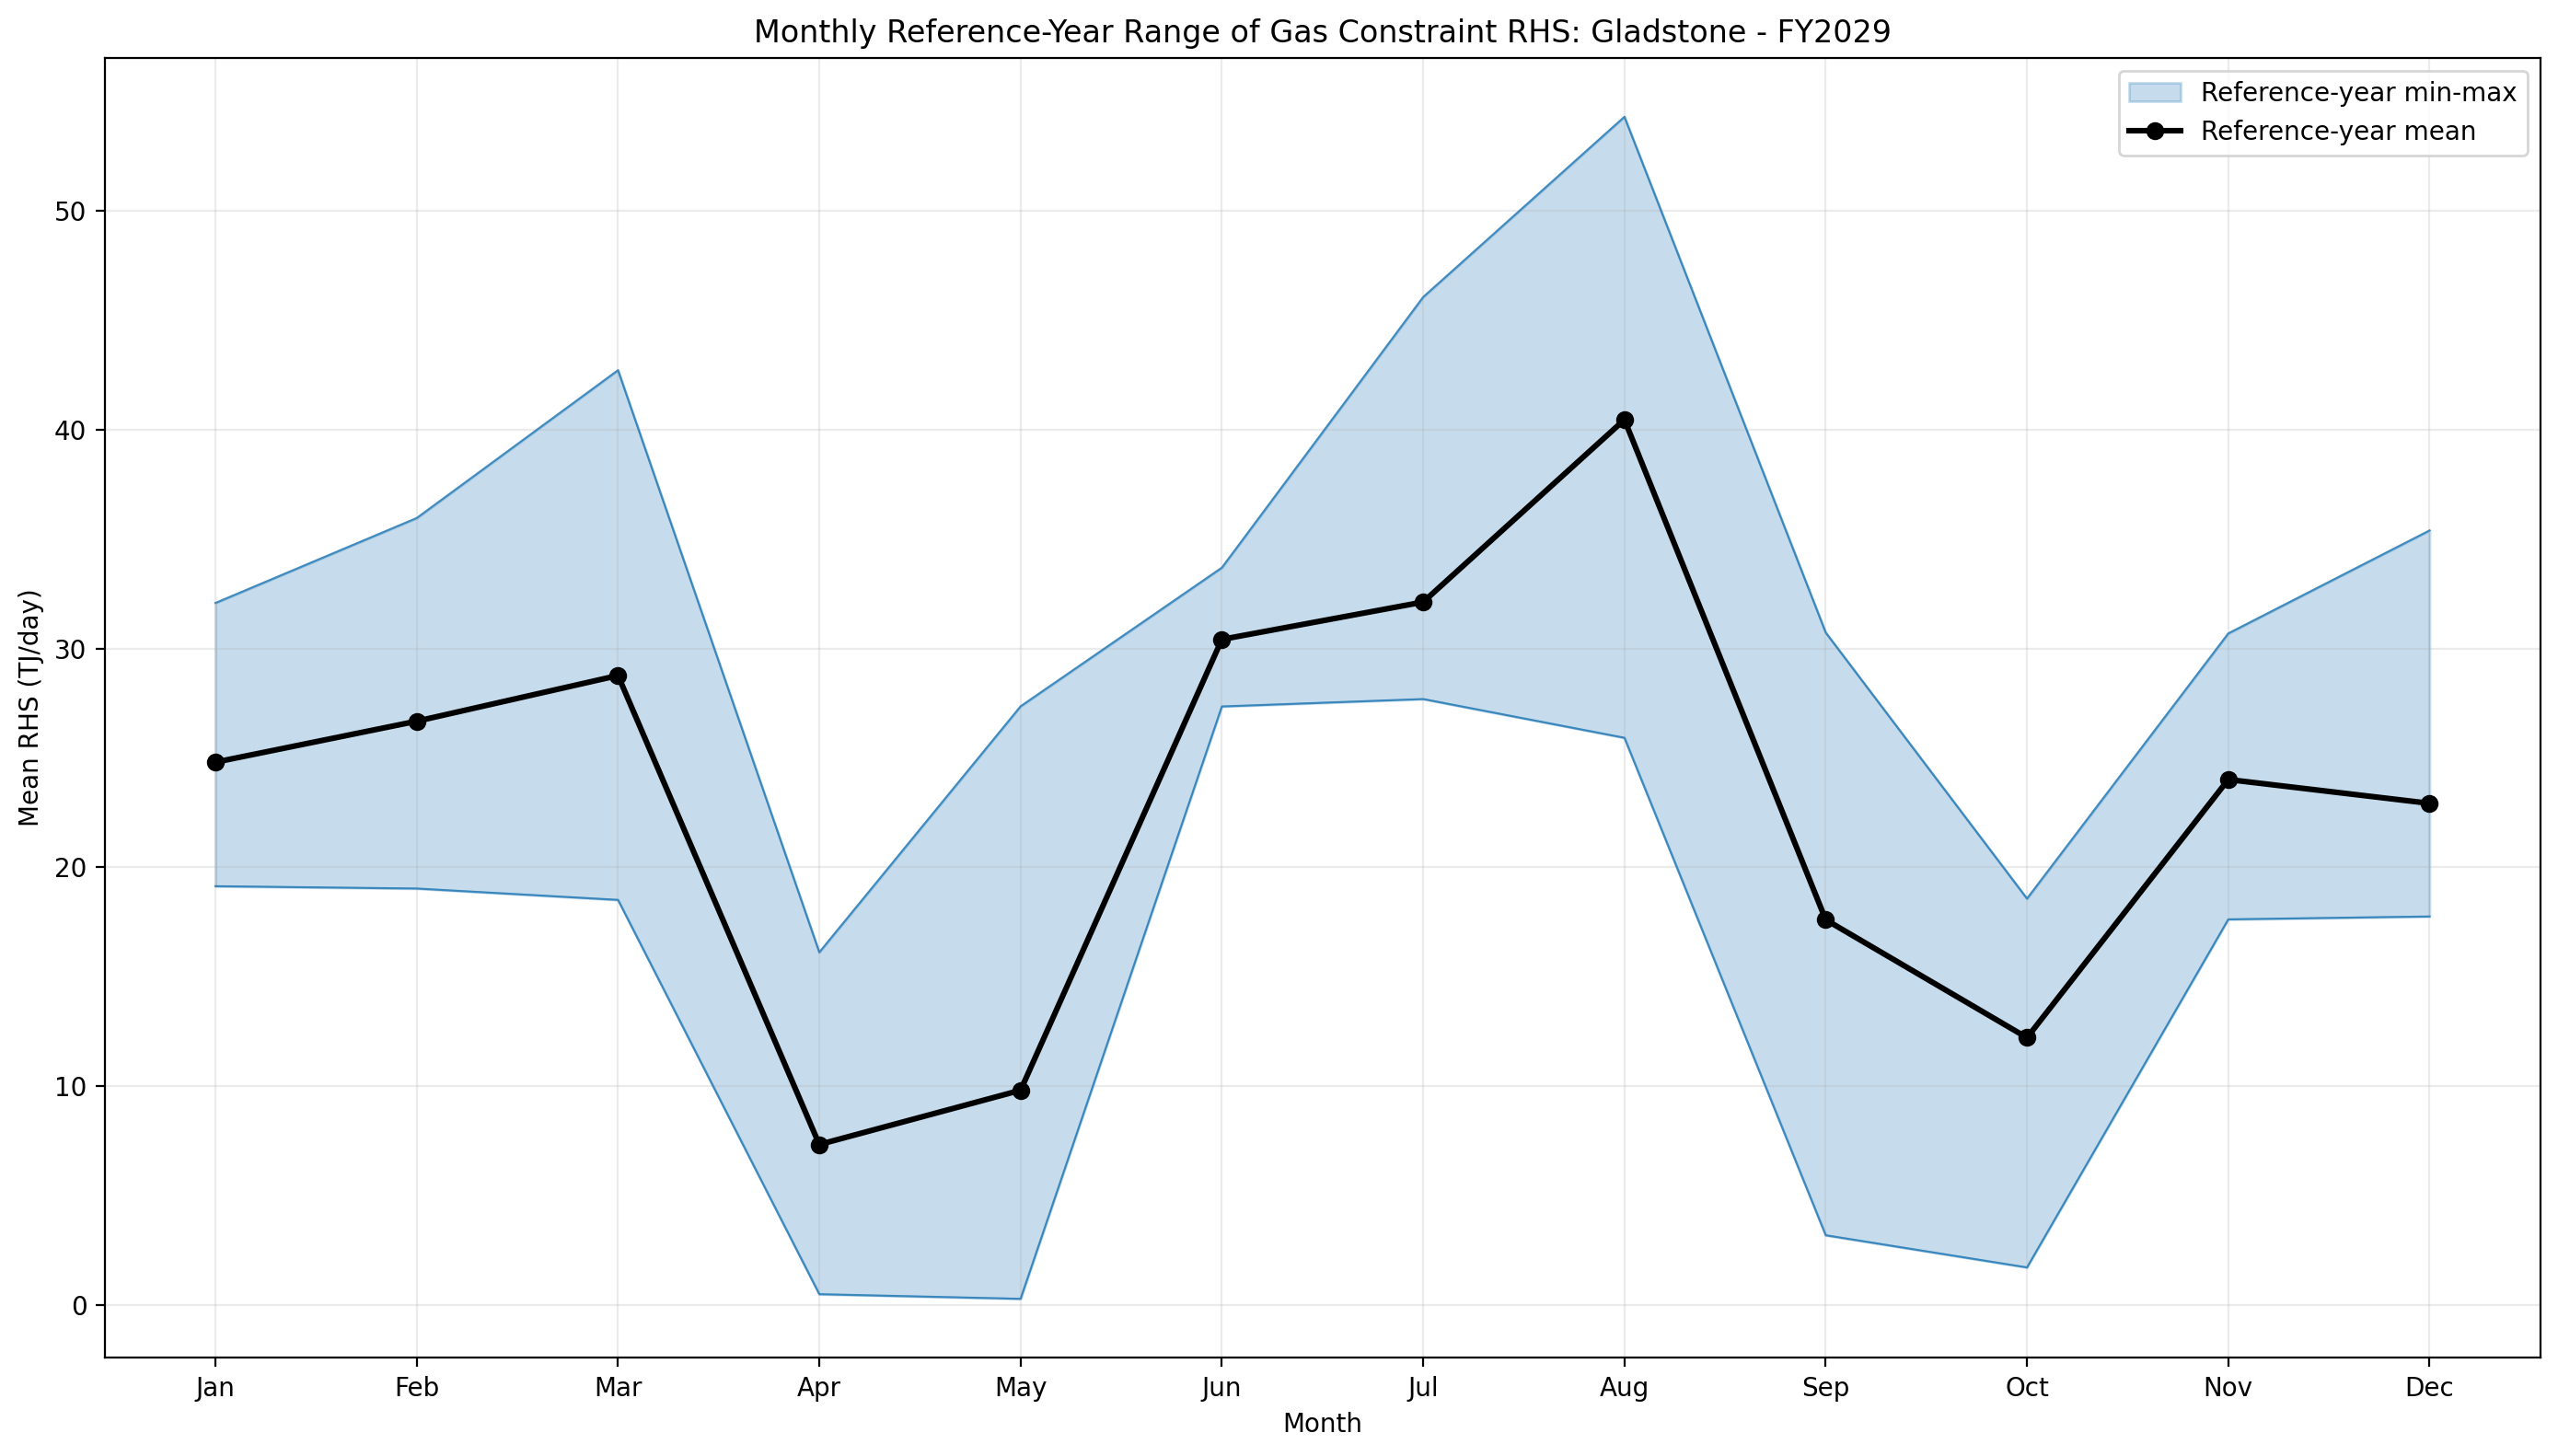 Monthly Reference-Year Range of Gas Constraint RHS: Gladstone - FY2029
Reference-year min-max
Reference-year mean
Mean RHS (TJ/day)
50
40
30
20
10
0
Jan Feb Mar Apr May Jun Jul Aug Sep Oct Nov Dec
Month